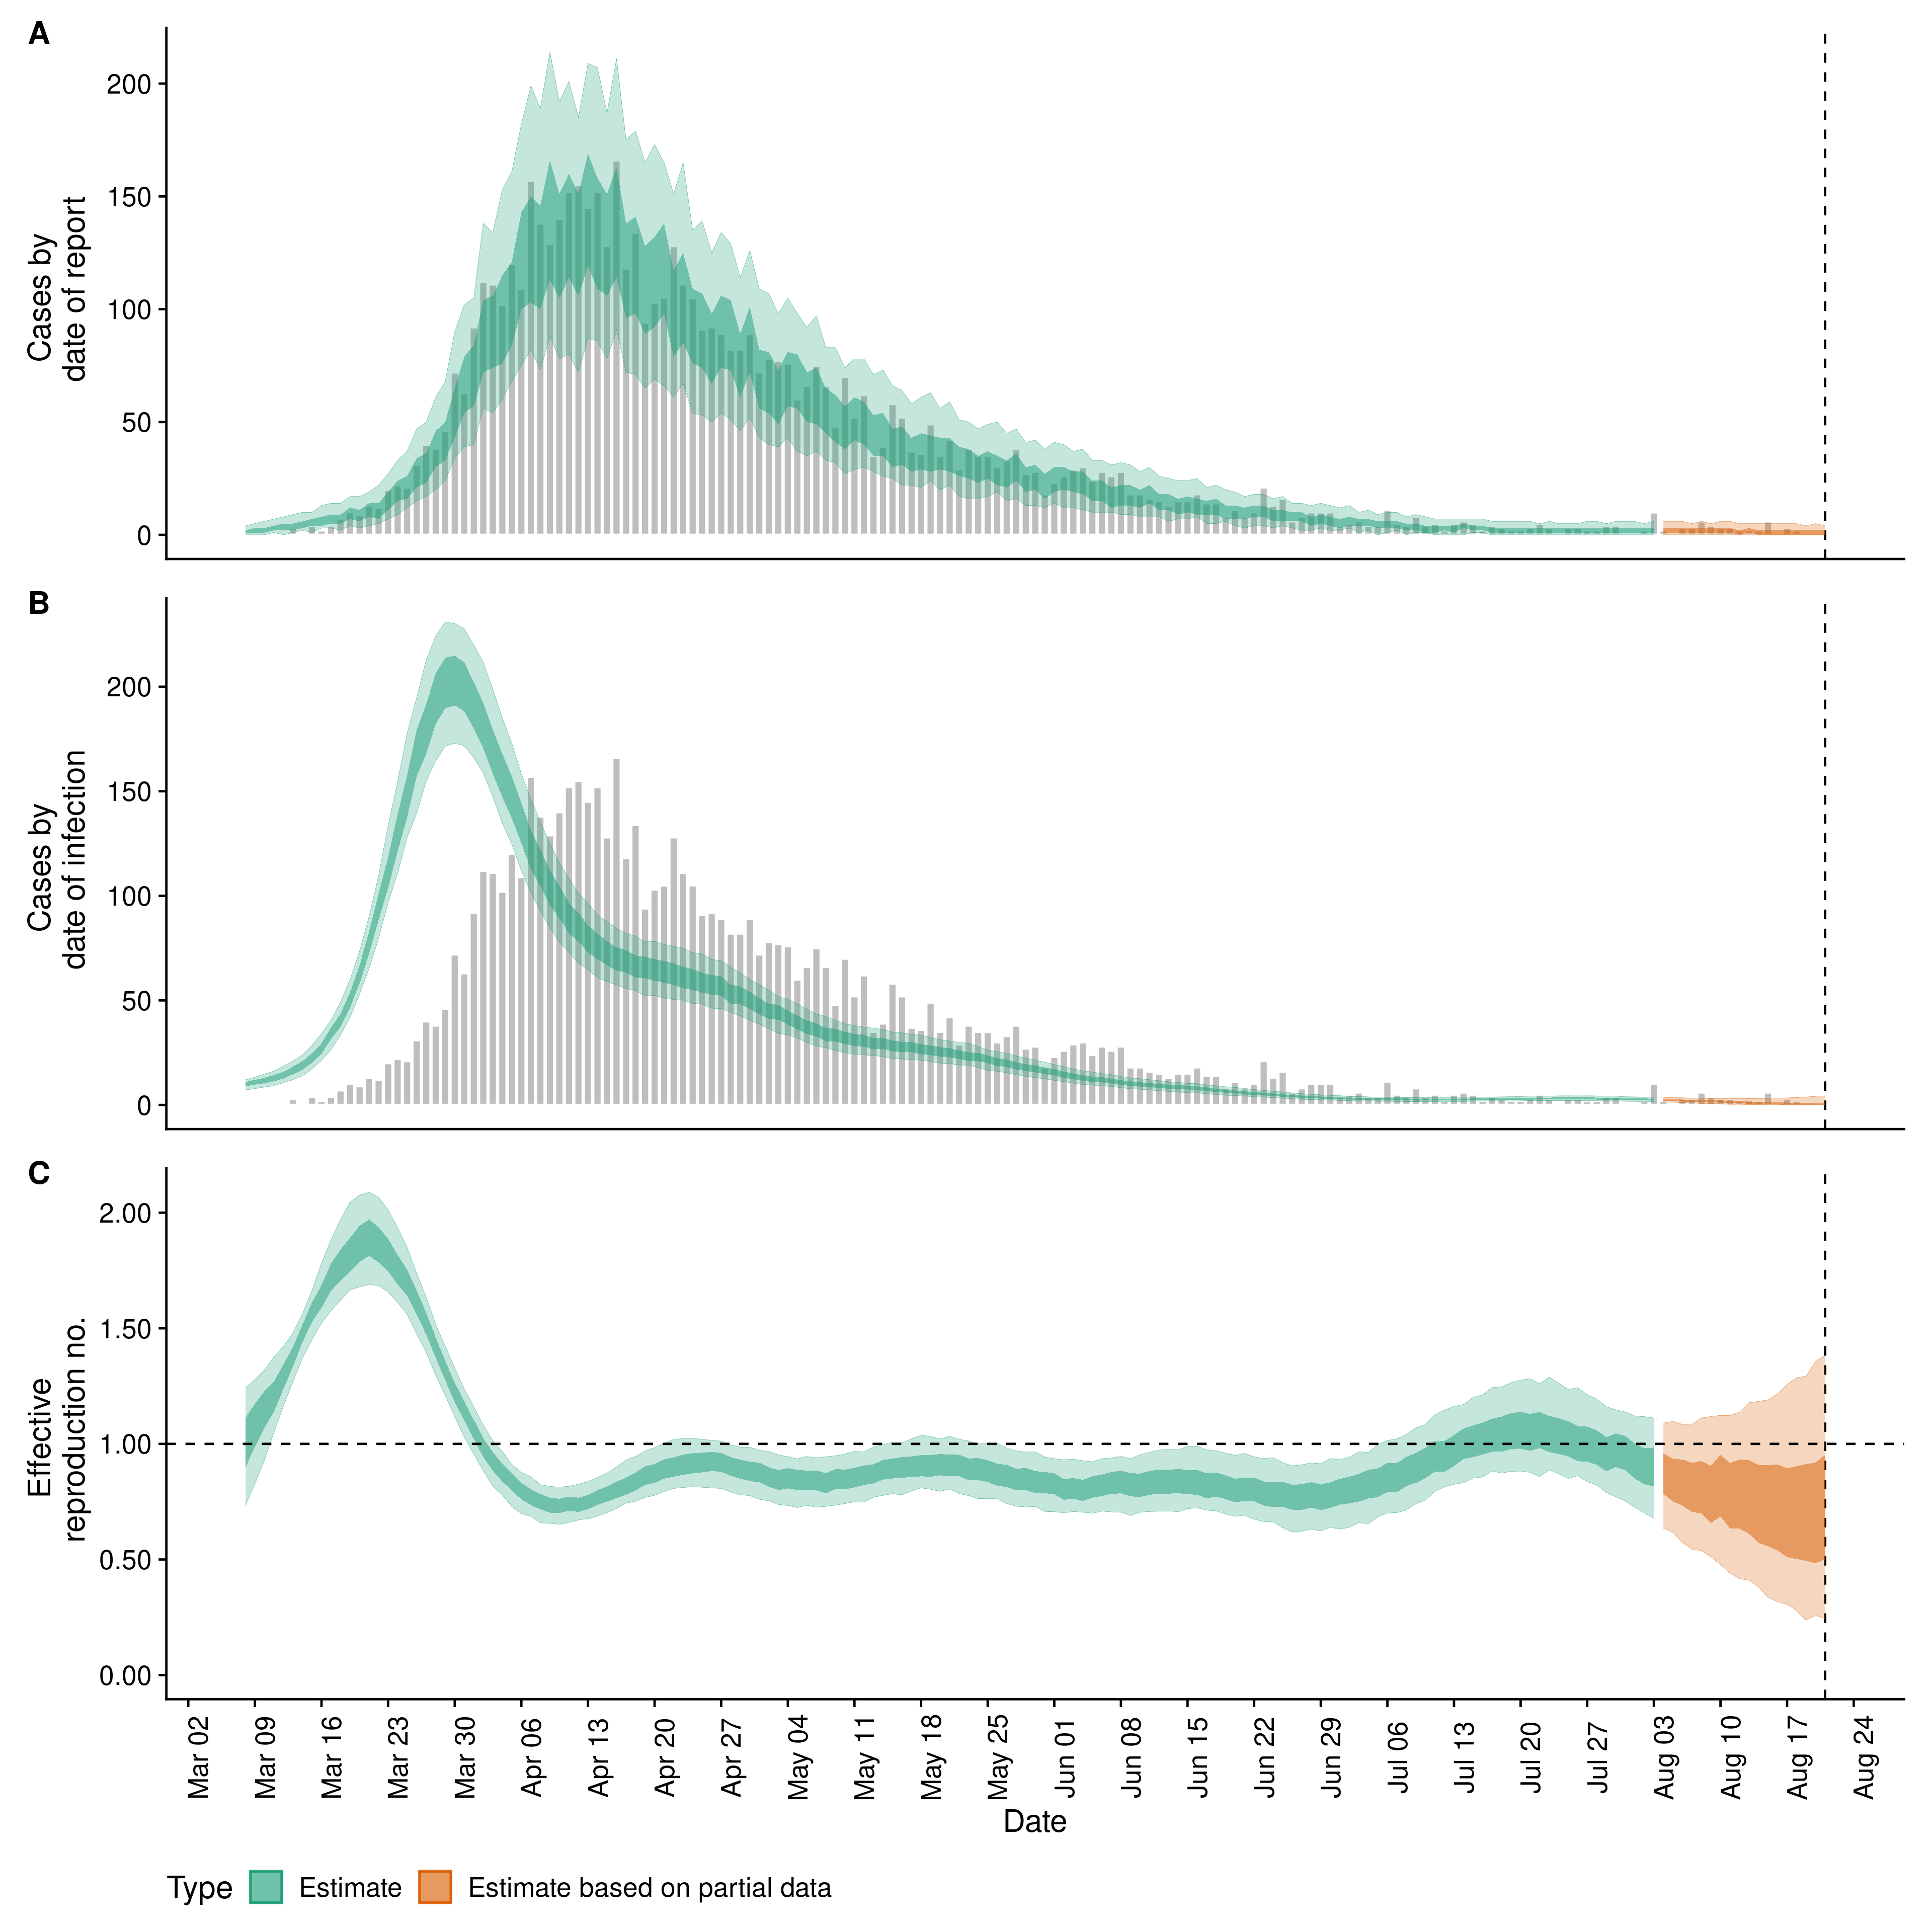 A
Cases by
date of report
200
150
100
50
0
B
Cases by
date of infection
200
150
100
50
0
C
Effective
reproduction no.
2.00
1.50
1.00
0.50
0.00
Mar 02
Mar 09
Mar 16
Mar 23
Mar 30
Apr 06
Apr 13
Apr 20
Apr 27
May 04
May 11
May 18
May 25
Jun 01
Jun 08
Jun 15
Jun 22
Jun 29
Jul 06
Jul 13
Jul 20
Jul 27
Aug 03
Aug 10
Aug 17
Aug 24
Date
Type Estimate Estimate based on partial data